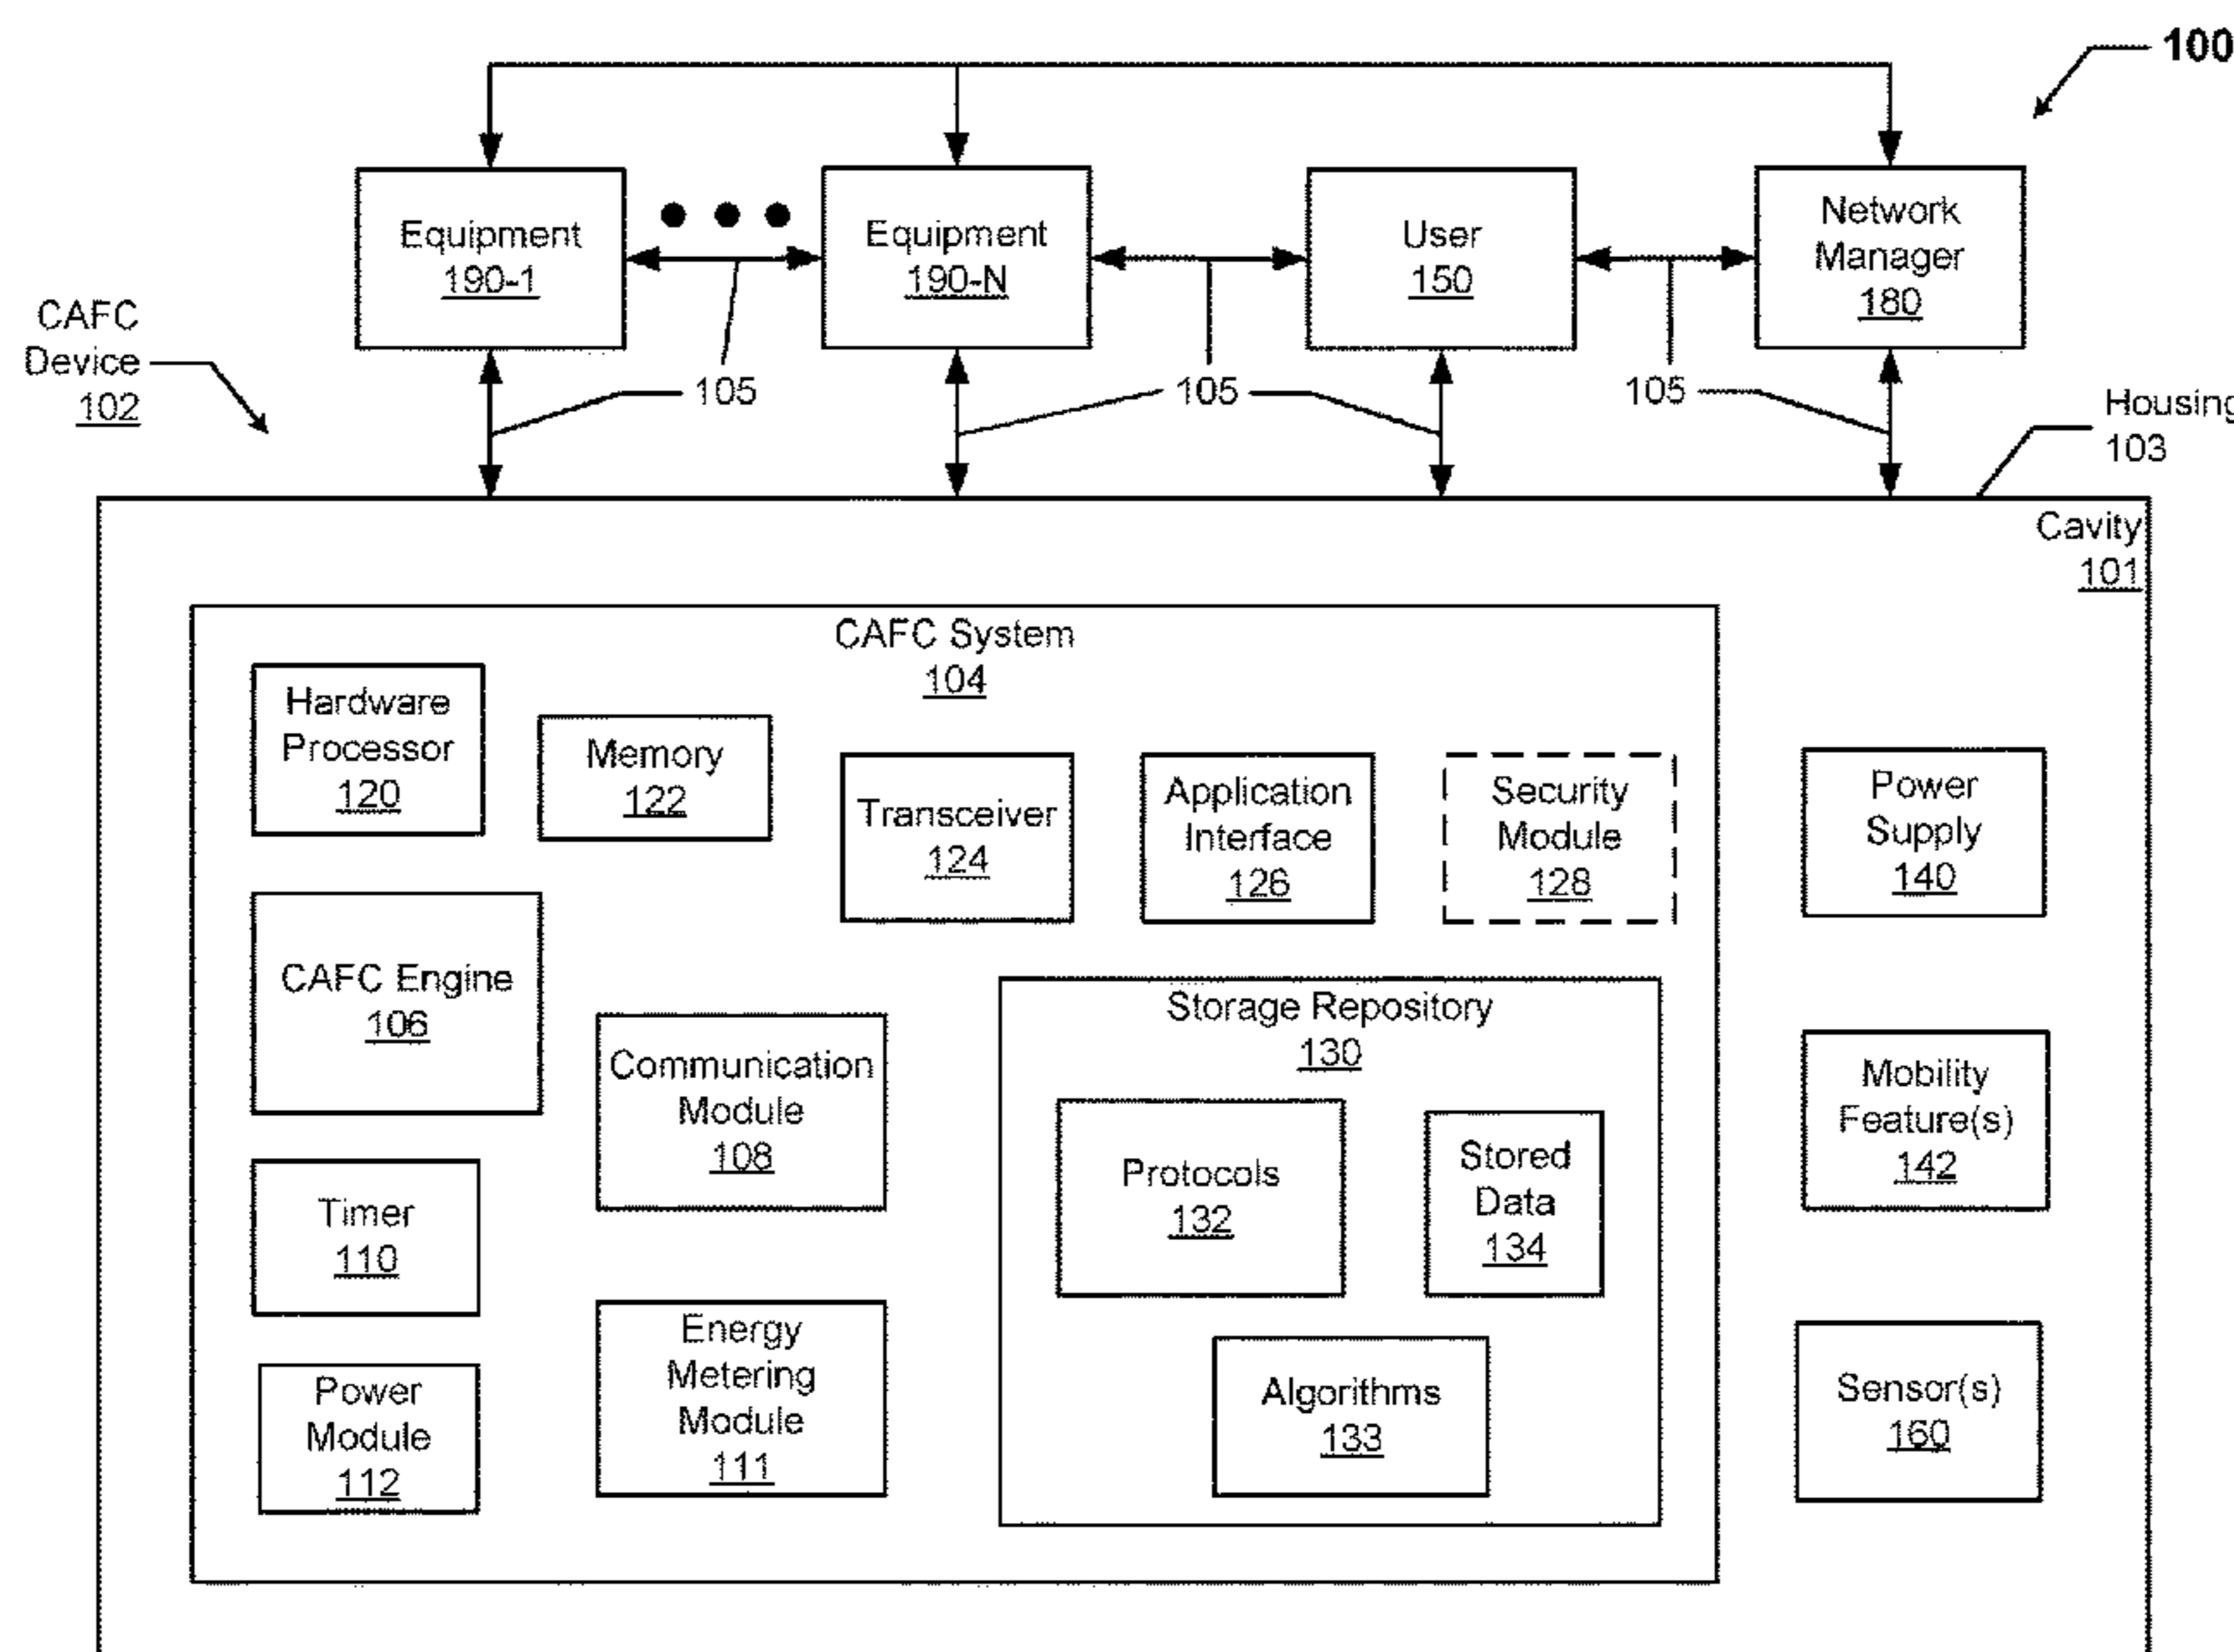 100
Equipment
190-1
Equipment
190-N
User
150
Network
Manager
180
CAFC
Device
102
105
105
105
Housing
103
Cavity
101
CAFC System
104
Hardware
Processor
120
Memory
122
Transceiver
124
Application
Interface
126
Security
Module
128
Power
Supply
140
CAFC Engine
106
Communication
Module
108
Storage Repository
130
Protocols
132
Stored
Data
134
Algorithms
133
Mobility
Feature(s)
142
Timer
110
Energy
Metering
Module
111
Power
Module
112
Sensor(s)
160